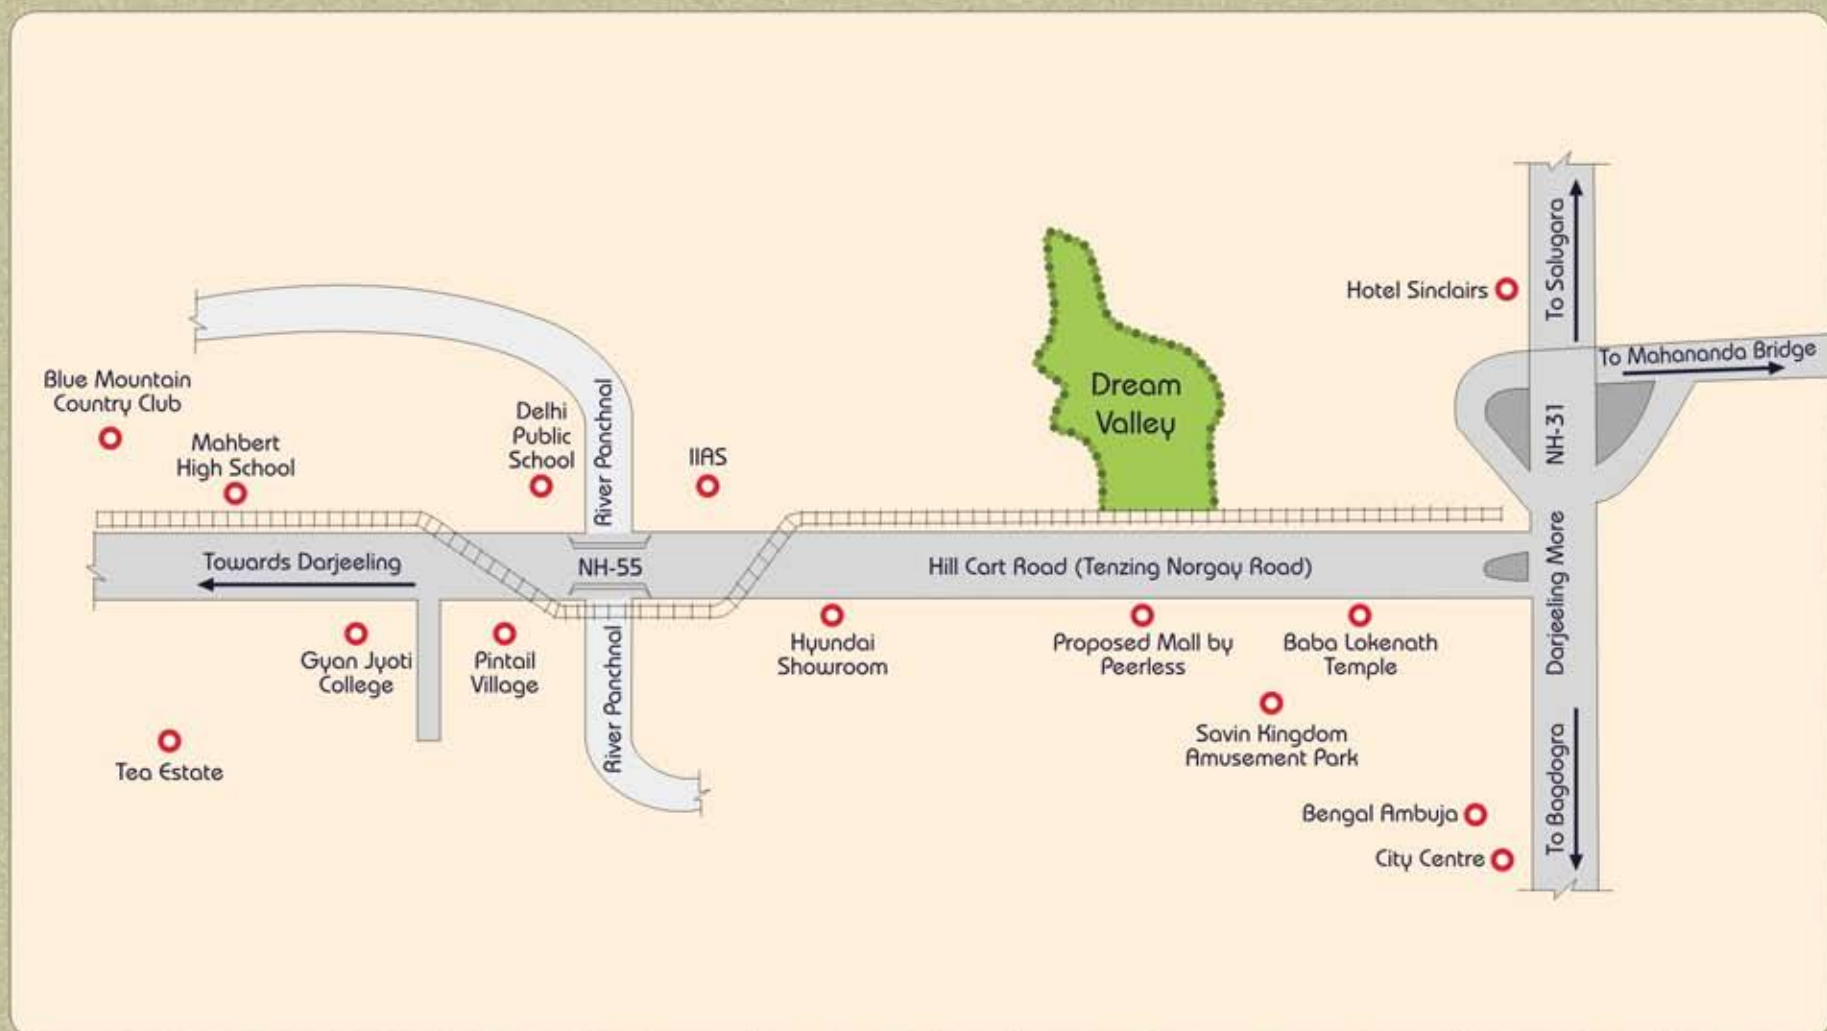 To Salugara
Hotel Sinclairs
To Mahananda Bridge
NH-31
Dream
Valley
Blue Mountain
Country Club
Mahbert
High School
Delhi
Public
School
River Panchnal
IIAS
Towards Darjeeling
NH-55
Hill Cart Road (Tenzing Norgay Road)
Darjeeling More
Gyan Jyoti
College
Pintail
Village
River Panchnal
Hyundai
Showroom
Proposed Mall by
Peerless
Baba Lokenath
Temple
Savin Kingdom
Amusement Park
Tea Estate
Bengal Ambuja
City Centre
To Bagdogra